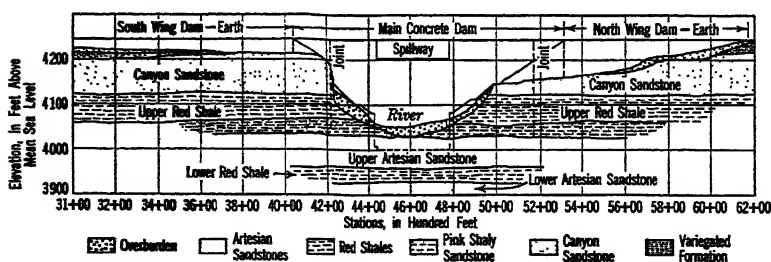 South Wing Dam—Earth
Main Concrete Dam
North Wing Dam—Earth
Joint
Spillway
Joint
4200
Canyon Sandstone
Canyon Sandstone
4100
Upper Red Shale
River
Upper Red Shale
4000
Upper Artesian Sandstone
Lower Red Shale
Lower Artesian Sandstone
3900
Elevation, in Feet Above
Mean Sea Level
31+00 32+00 34+00 36+00 38+00 40+00 42+00 44+00 46+00 48+00 50+00 52+00 54+00 56+00 58+00 60+00 62+00
Stations, in Hundred Feet
Overburden
Artesian
Sandstones
Red Shales
Pink Shaly
Sandstone
Canyon
Sandstone
Variegated
Formation